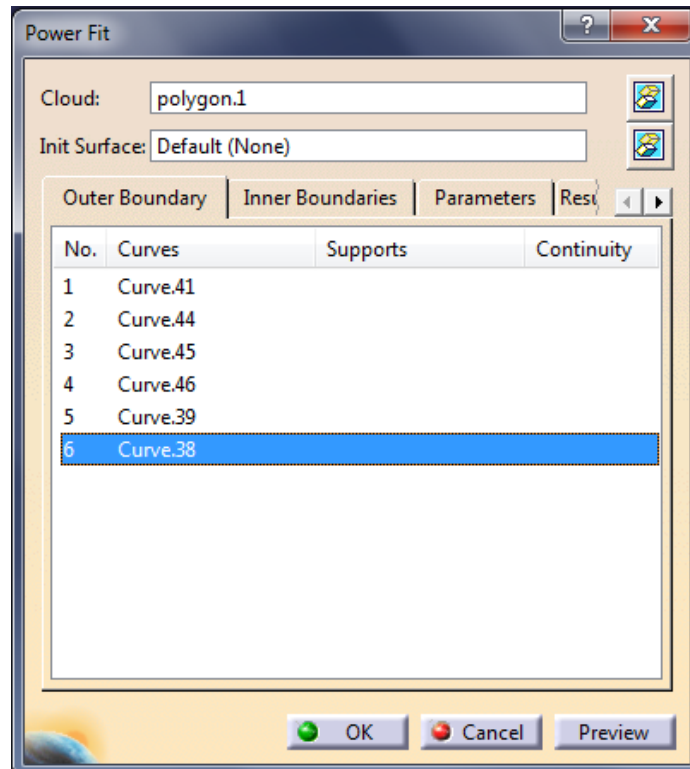 Power Fit
Cloud: polygon.1
Init Surface: Default (None)
Outer Boundary Inner Boundaries Parameters Resu
No. Curves Supports Continuity
1 Curve.41
2 Curve.44
3 Curve.45
4 Curve.46
5 Curve.39
6 Curve.38
OK Cancel Preview